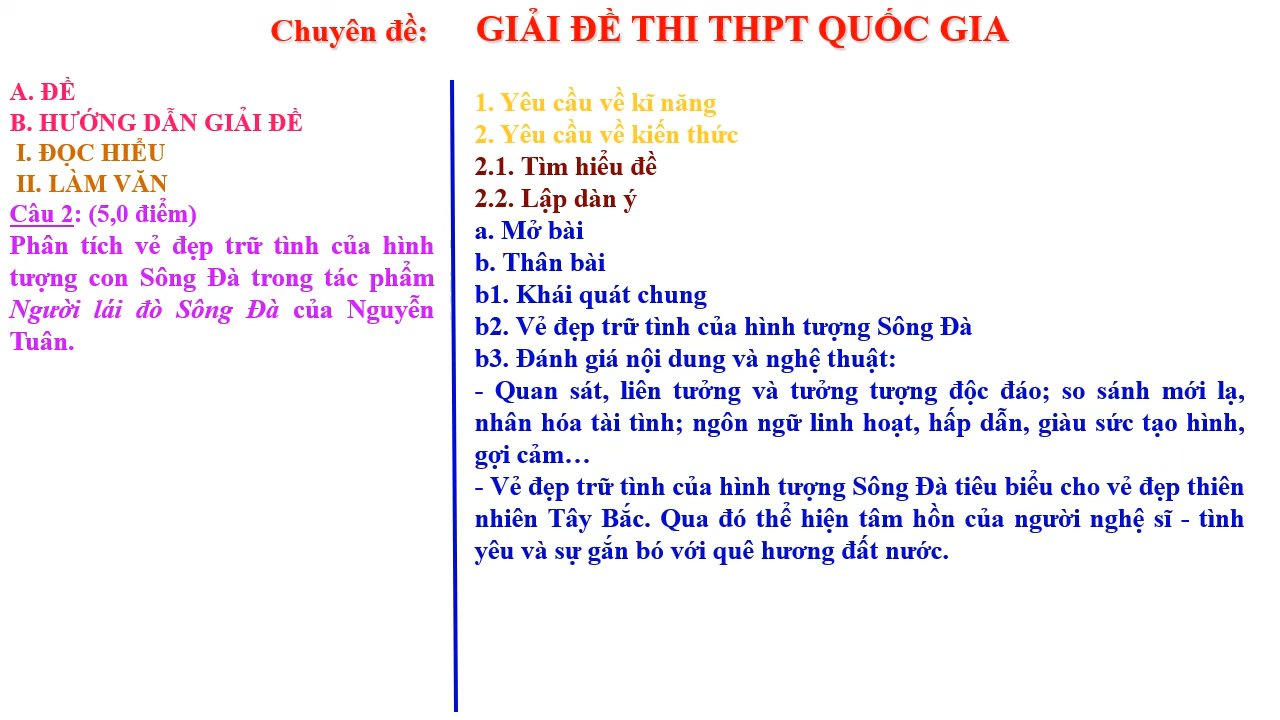 Chuyên đề: GIẢI ĐỀ THI THPT QUỐC GIA
A. ĐỀ
B. HƯỚNG DẪN GIẢI ĐỀ
I. ĐỌC HIỂU
II. LÀM VĂN
Câu 2: (5,0 điểm)
Phân tích vẻ đẹp trữ tình của hình
tượng con Sông Đà trong tác phẩm
Người lái đò Sông Đà của Nguyễn
Tuân.
1. Yêu cầu về kĩ năng
2. Yêu cầu về kiến thức
2.1. Tìm hiểu đề
2.2. Lập dàn ý
a. Mở bài
b. Thân bài
b1. Khái quát chung
b2. Vẻ đẹp trữ tình của hình tượng Sông Đà
b3. Đánh giá nội dung và nghệ thuật:
- Quan sát, liên tưởng và tưởng tượng độc đáo; so sánh mới lạ,
nhân hóa tài tình; ngôn ngữ linh hoạt, hấp dẫn, giàu sức tạo hình,
gợi cảm…
- Vẻ đẹp trữ tình của hình tượng Sông Đà tiêu biểu cho vẻ đẹp thiên
nhiên Tây Bắc. Qua đó thể hiện tâm hồn của người nghệ sĩ - tình
yêu và sự gắn bó với quê hương đất nước.